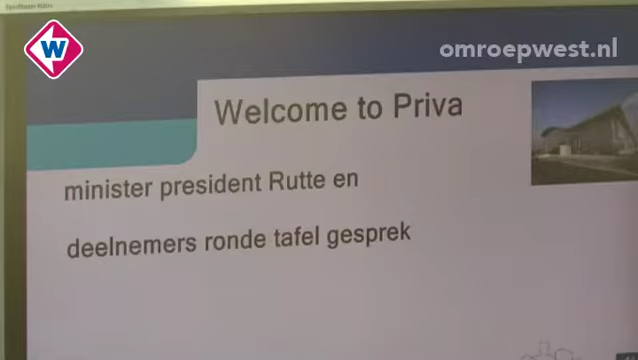 W
omroepwest.nl
Welcome to Priva
minister president Rutte en
deelnemers ronde tafel gesprek